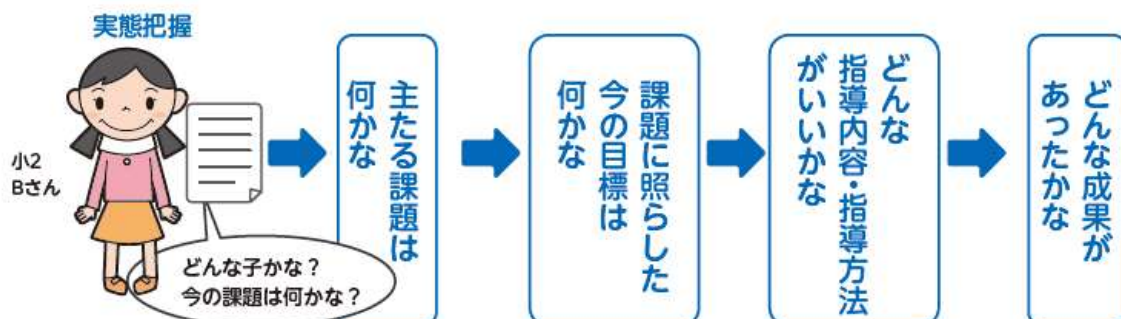 実態把握
小2
Bさん
どんな子かな？
今の課題は何かな？
主たる課題は
何かな
課題に照らした
今の目標は
何かな
どんな
指導内容・指導方法
がいいかな
どんな成果が
あったかな